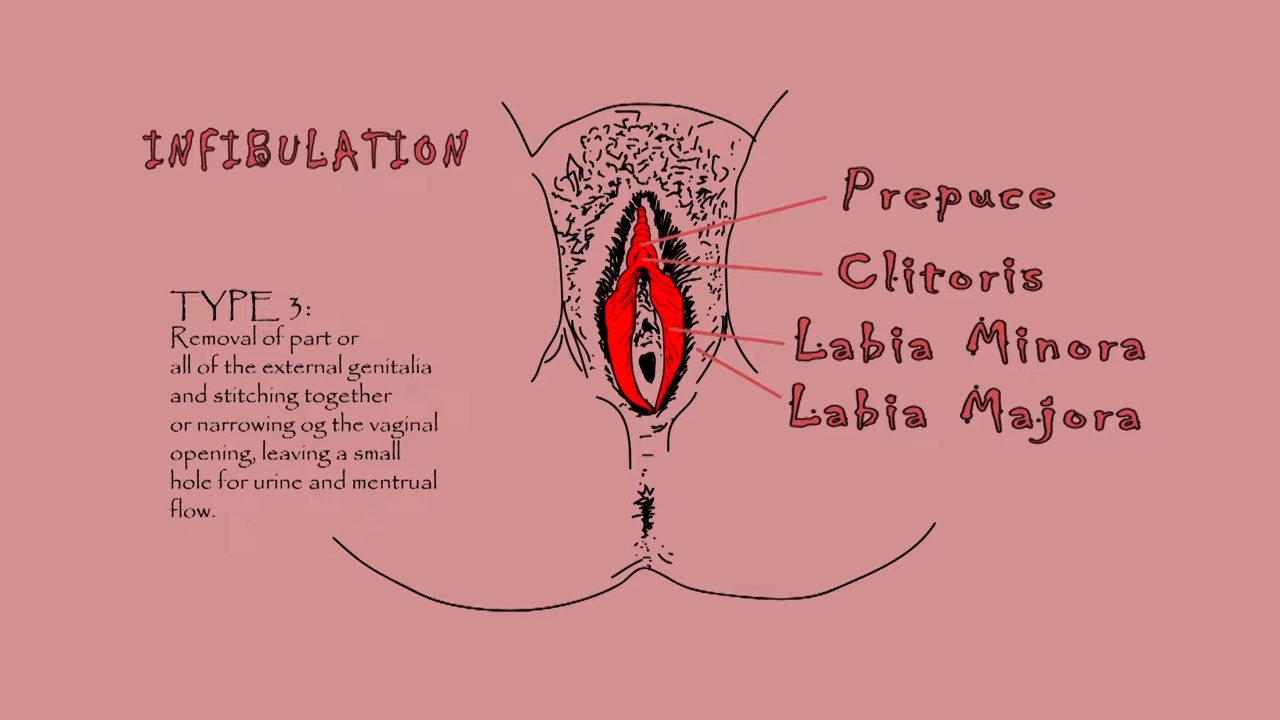 INFIBULATION
TYPE 3:
Removal of part or
all of the external genitalia
and stitching together
or narrowing og the vaginal
opening, leaving a small
hole for urine and mentrual
flow.
Prepuce
Clitoris
Labia Minora
Labia Majora